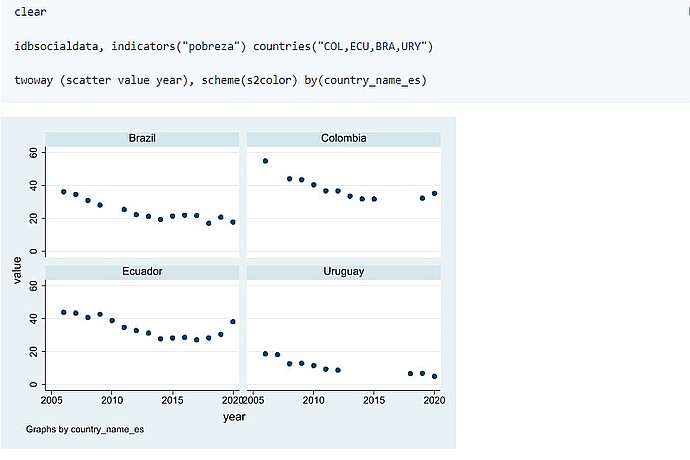 clear
idbsocialdata, indicators("pobreza") countries("COL,ECU,BRA,URY")
twoway (scatter value year), scheme(s2color) by(country_name_es)
Brazil
Colombia
60
40
20
0
Ecuador
Uruguay
60
40
20
0
value
2005 2010 2015 2020
2005 2010 2015 2020
year
Graphs by country_name_es